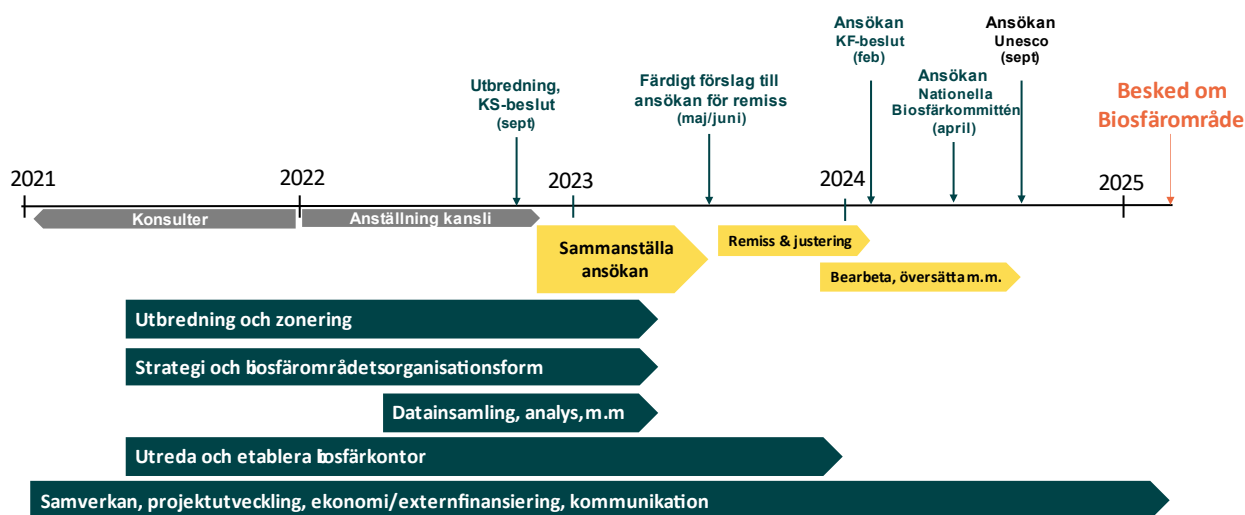 Ansökan
KF-beslut
(feb)
Ansökan
Unesco
(sept)
Utbredning,
KS-beslut
(sept)
Färdigt förslag till
ansökan för remiss
(maj/juni)
Ansökan
Nationella
Biosfärkommittén
(april)
Besked om
Biosfärområde
2021
2022
2023
2024
2025
Konsulter
Anställning kansli
Sammanställa
ansökan
Remiss & justering
Bearbeta, översätta m.m.
Utbredning och zonering
Strategi och biosfärområdets organisationsform
Datainsamling, analys, m.m
Utreda och etablera biosfärkontor
Samverkan, projektutveckling, ekonomi/externfinansiering, kommunikation